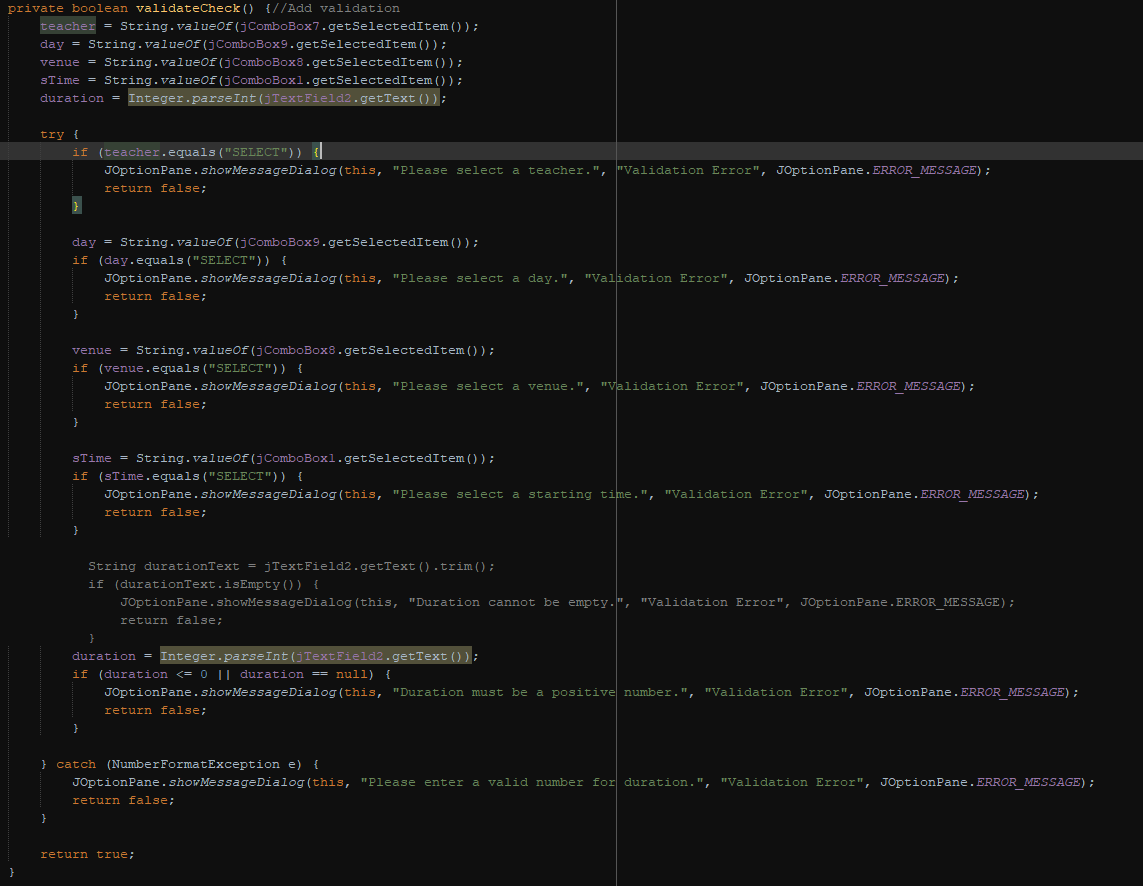 private boolean validateCheck() {//Add validation
    teacher = String.valueOf(jComboBox7.getSelectedItem());
    day = String.valueOf(jComboBox9.getSelectedItem());
    venue = String.valueOf(jComboBox8.getSelectedItem());
    sTime = String.valueOf(jComboBox1.getSelectedItem());
    duration = Integer.parseInt(jTextField2.getText());

    try {
        if (teacher.equals("SELECT")) {
            JOptionPane.showMessageDialog(this, "Please select a teacher.", "Validation Error", JOptionPane.ERROR_MESSAGE);
            return false;
        }

        day = String.valueOf(jComboBox9.getSelectedItem());
        if (day.equals("SELECT")) {
            JOptionPane.showMessageDialog(this, "Please select a day.", "Validation Error", JOptionPane.ERROR_MESSAGE);
            return false;
        }

        venue = String.valueOf(jComboBox8.getSelectedItem());
        if (venue.equals("SELECT")) {
            JOptionPane.showMessageDialog(this, "Please select a venue.", "Validation Error", JOptionPane.ERROR_MESSAGE);
            return false;
        }

        sTime = String.valueOf(jComboBox1.getSelectedItem());
        if (sTime.equals("SELECT")) {
            JOptionPane.showMessageDialog(this, "Please select a starting time.", "Validation Error", JOptionPane.ERROR_MESSAGE);
            return false;
        }

          String durationText = jTextField2.getText().trim();
          if (durationText.isEmpty()) {
              JOptionPane.showMessageDialog(this, "Duration cannot be empty.", "Validation Error", JOptionPane.ERROR_MESSAGE);
              return false;
          }
        duration = Integer.parseInt(jTextField2.getText());
        if (duration <= 0 || duration == null) {
            JOptionPane.showMessageDialog(this, "Duration must be a positive number.", "Validation Error", JOptionPane.ERROR_MESSAGE);
            return false;
        }

    } catch (NumberFormatException e) {
        JOptionPane.showMessageDialog(this, "Please enter a valid number for duration.", "Validation Error", JOptionPane.ERROR_MESSAGE);
        return false;
    }

    return true;
}